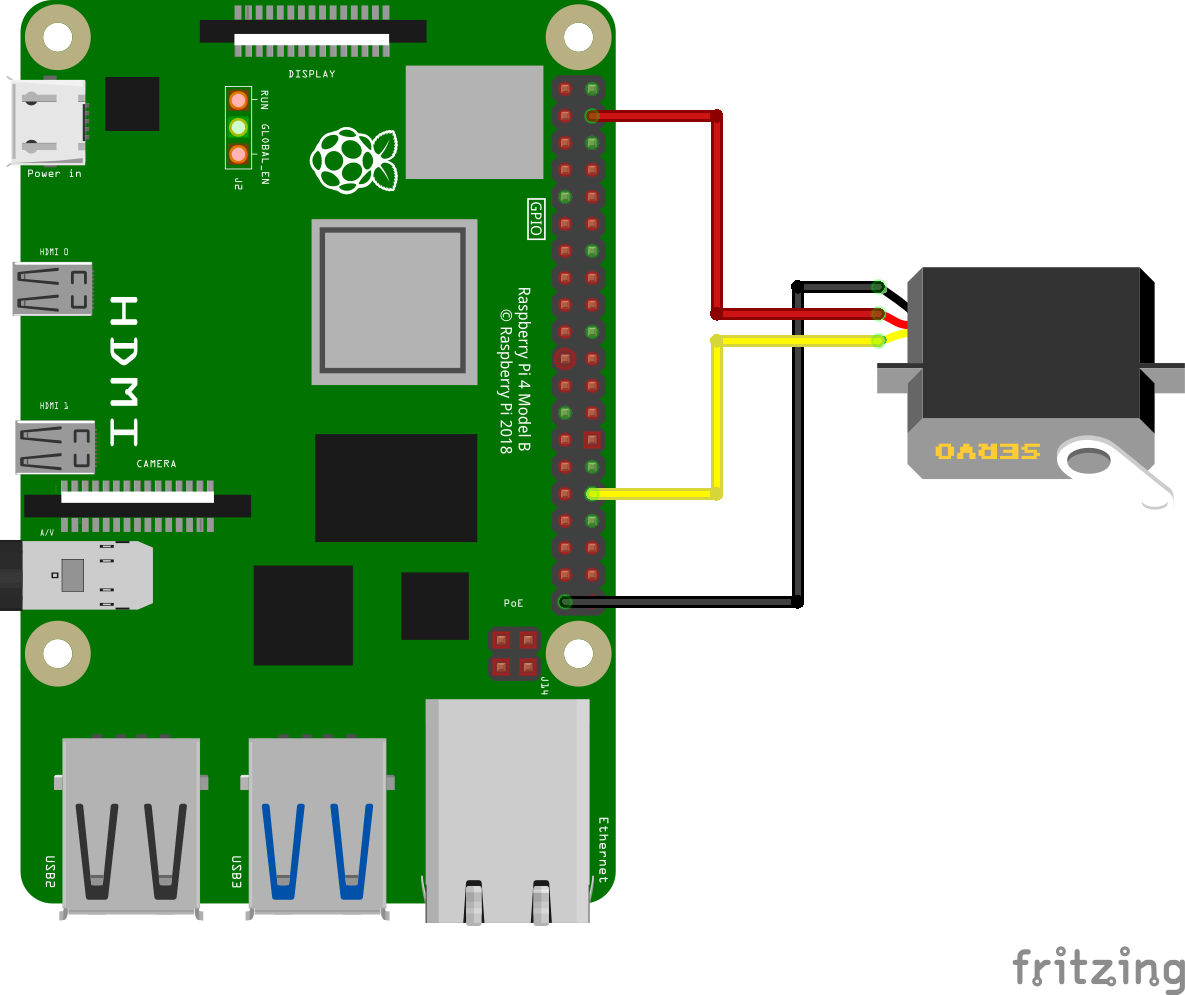 DISPLAY
RUN
GLOBAL_EN
J2
Power in
GPIO
HDMI 0
HDMI
Raspberry Pi 4 Model B
© Raspberry Pi 2018
HDMI 1
CAMERA
SERVO
A/V
PoE
J14
USB2
USB3
Ethernet
fritzing